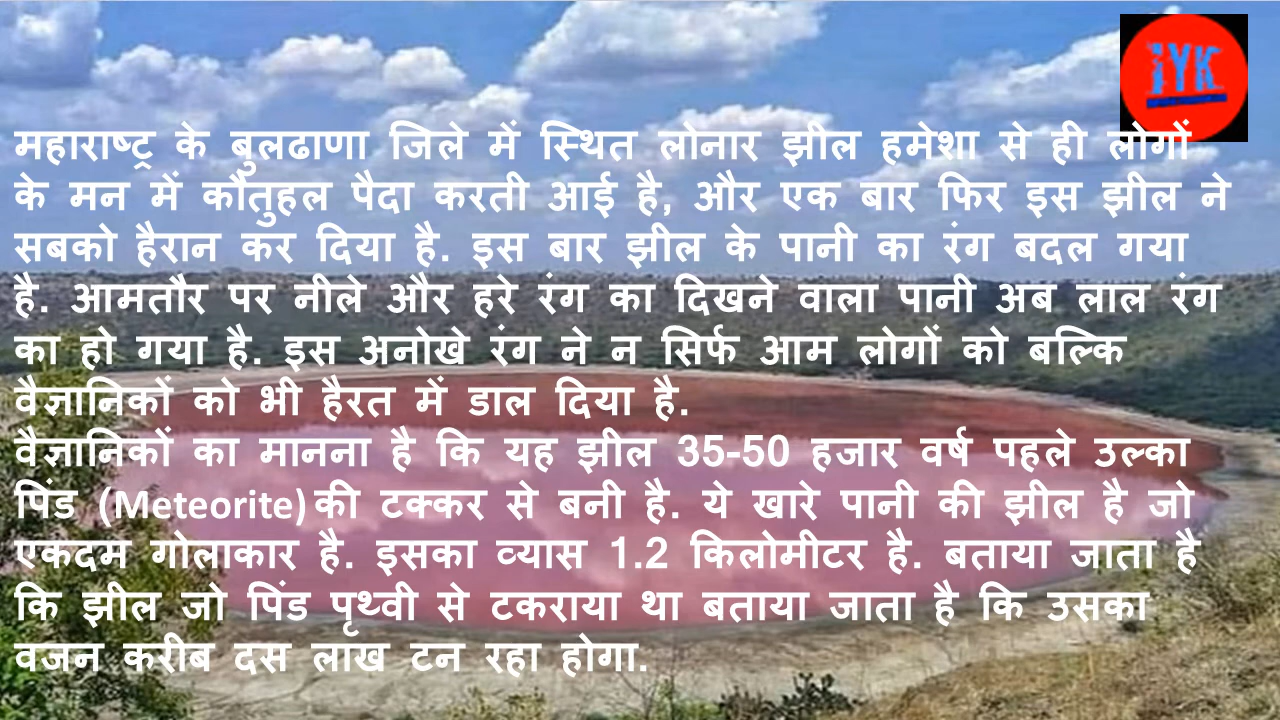 IYK
महाराष्ट्र के बुलढाणा जिले में स्थित लोनार झील हमेशा से ही लोगों
के मन में कौतुहल पैदा करती आई है, और एक बार फिर इस झील ने
सबको हैरान कर दिया है. इस बार झील के पानी का रंग बदल गया
है. आमतौर पर नीले और हरे रंग का दिखने वाला पानी अब लाल रंग
का हो गया है. इस अनोखे रंग ने न सिर्फ आम लोगों को बल्कि
वैज्ञानिकों को भी हैरत में डाल दिया है.
वैज्ञानिकों का मानना है कि यह झील 35-50 हजार वर्ष पहले उल्का
पिंड (Meteorite) की टक्कर से बनी है. ये खारे पानी की झील है जो
एकदम गोलाकार है. इसका व्यास 1.2 किलोमीटर है. बताया जाता है
कि झील जो पिंड पृथ्वी से टकराया था बताया जाता है कि उसका
वजन करीब दस लाख टन रहा होगा.